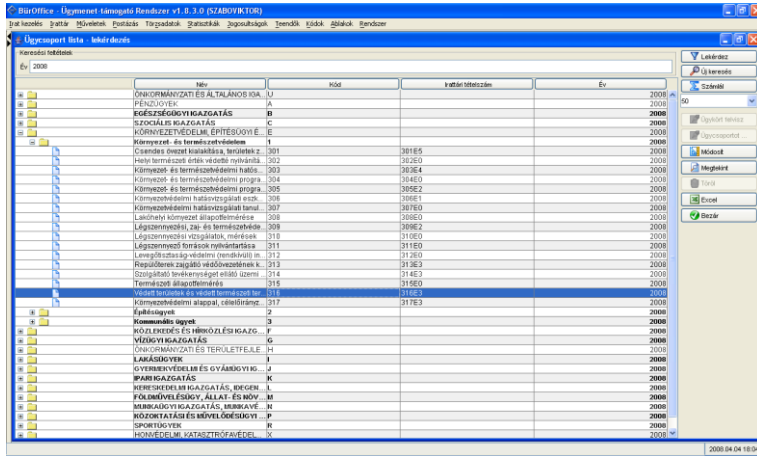 BürOffice - Ügymenet-támogató Rendszer v1.8.3.0 (SZABOVIKTOR)
Irat kezelés Irattár Műveletek Postázás Törzsadatok Statisztikák Jogosultságok Teendők Kódok Ablakok Rendszer
Ügycsoport lista - lekérdezés
Keresési feltételek
Év 2008
Név Kód Irattári tételszám Év
ÖNKORMÁNYZATI ÉS ÁLTALÁNOS IGA... U 2008
PÉNZÜGYEK A 2008
EGÉSZSÉGÜGYI IGAZGATÁS B 2008
SZOCIÁLIS IGAZGATÁS C 2008
KÖRNYEZETVÉDELMI, ÉPÍTÉSÜGYI É... E 2008
Környezet- és természetvédelem 1 2008
Csendes övezet kialakítása, területek z... 301 301E5 2008
Helyi természeti érték védetté nyilvánítá... 302 302E0 2008
Környezet- és természetvédelmi hatós... 303 303E4 2008
Környezet- és természetvédelmi progra... 304 304E0 2008
Környezet- és természetvédelmi progra... 305 305E2 2008
Környezetvédelmi hatásvizsgálati eszk... 306 306E1 2008
Környezetvédelmi hatásvizsgálati tanul... 307 307E0 2008
Lakóhelyi környezet állapotfelmérése 308 308E0 2008
Légszennyezési, zaj- és természetvéde... 309 309E2 2008
Légszennyezési vizsgálatok, mérések 310 310E0 2008
Légszennyező források nyilvántartása 311 311E0 2008
Levegőtisztaság-védelmi (rendkívüli) in... 312 312E0 2008
Repülőterek zajgátló védőövezetének k... 313 313E3 2008
Szolgáltató tevékenységet ellátó üzemi ... 314 314E3 2008
Természeti állapotfelmérés 315 315E0 2008
Védett területek és védett természeti ter... 316 316E3 2008
Környezetvédelmi alappal, célelőirányz... 317 317E3 2008
Építésügyek 2 2008
Kommunális ügyek 3 2008
KÖZLEKEDÉS ÉS HÍRKÖZLÉSI IGAZG... F 2008
VÍZÜGYI IGAZGATÁS G 2008
ÖNKORMÁNYZATI ÉS TERÜLETFEJLE... H 2008
LAKÁSÜGYEK I 2008
GYERMEKVÉDELMI ÉS GYÁMÜGYI IG... J 2008
IPARI IGAZGATÁS K 2008
KERESKEDELMI IGAZGATÁS, IDEGEN... L 2008
FÖLDMŰVELÉSÜGY, ÁLLAT- ÉS NÖV... M 2008
MUNKAÜGYI IGAZGATÁS, MUNKAVÉ... N 2008
KÖZOKTATÁSI ÉS MŰVELŐDÉSÜGYI ... P 2008
SPORTÜGYEK R 2008
HONVÉDELMI, KATASZTRÓFAVÉDEL... X 2008
Lekérdez
Új keresés
Számlál
50
Ügykört felvisz
Ügycsoportot ...
Módosít
Megtekint
Töröl
Excel
Bezár
2008.04.04 18:04